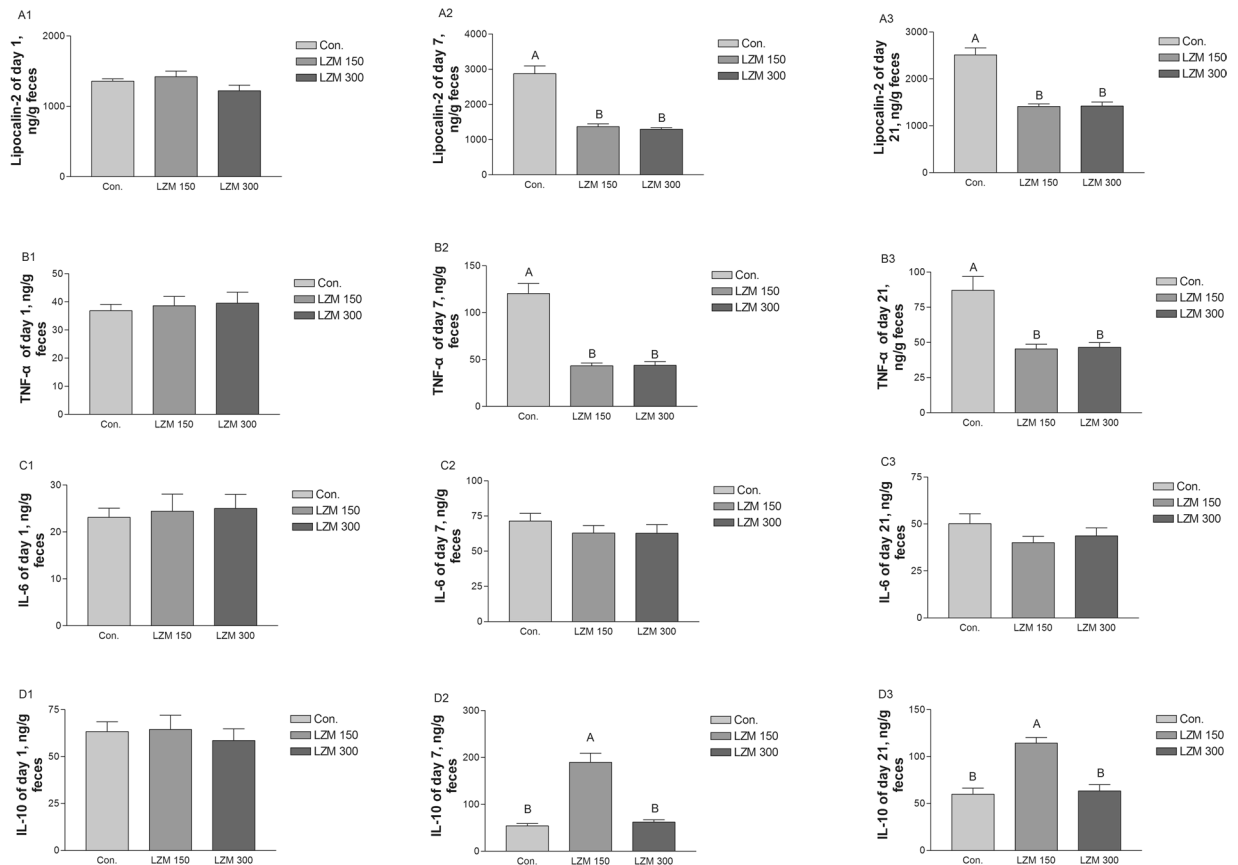 A1
Lipocalin-2 of day 1,
ng/g feces
2000
1000
0
Con.
LZM 150
LZM 300
Con.
LZM 150
LZM 300
A2
Lipocalin-2 of day 7,
ng/g feces
4000
3000
2000
1000
0
A
B
B
Con.
LZM 150
LZM 300
Con.
LZM 150
LZM 300
A3
Lipocalin-2 of day
21, ng/g feces
3000
2000
1000
0
A
B
B
Con.
LZM 150
LZM 300
Con.
LZM 150
LZM 300
B1
TNF-α of day 1, ng/g
feces
50
40
30
20
10
0
Con.
LZM 150
LZM 300
Con.
LZM 150
LZM 300
B2
TNF-α of day 7, ng/g
feces
150
100
50
0
A
B
B
Con.
LZM 150
LZM 300
Con.
LZM 150
LZM 300
B3
TNF-α of day 21,
ng/g feces
100
75
50
25
0
A
B
B
Con.
LZM 150
LZM 300
Con.
LZM 150
LZM 300
C1
IL-6 of day 1, ng/g
feces
30
20
10
0
Con.
LZM 150
LZM 300
Con.
LZM 150
LZM 300
C2
IL-6 of day 7, ng/g
feces
100
75
50
25
0
Con.
LZM 150
LZM 300
Con.
LZM 150
LZM 300
C3
IL-6 of day 21, ng/g
feces
75
50
25
0
Con.
LZM 150
LZM 300
Con.
LZM 150
LZM 300
D1
IL-10 of day 1, ng/g
feces
75
50
25
0
Con.
LZM 150
LZM 300
Con.
LZM 150
LZM 300
D2
IL-10 of day 7, ng/g
feces
300
200
100
0
B
A
B
Con.
LZM 150
LZM 300
Con.
LZM 150
LZM 300
D3
IL-10 of day 21, ng/g
feces
150
100
50
0
B
A
B
Con.
LZM 150
LZM 300
Con.
LZM 150
LZM 300